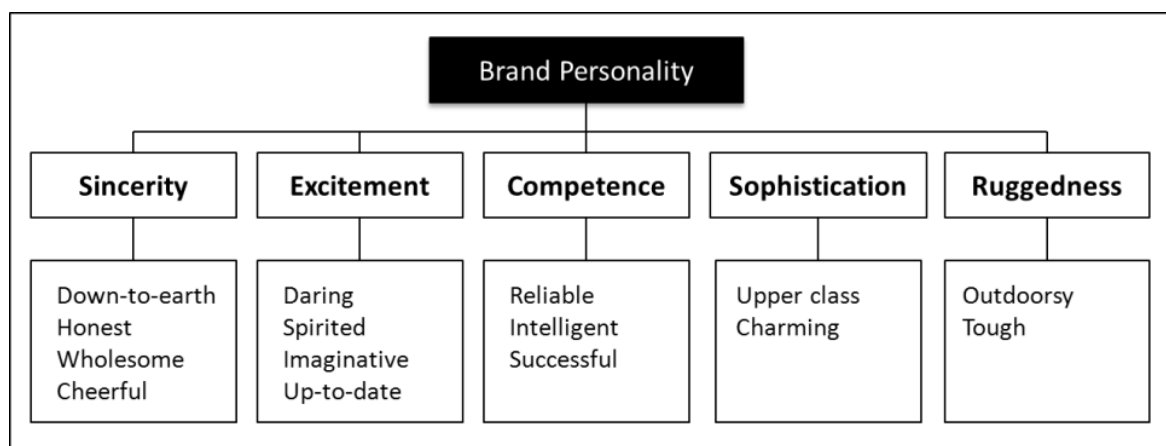 Brand Personality
Sincerity
Down-to-earth
Honest
Wholesome
Cheerful
Excitement
Daring
Spirited
Imaginative
Up-to-date
Competence
Reliable
Intelligent
Successful
Sophistication
Upper class
Charming
Ruggedness
Outdoorsy
Tough